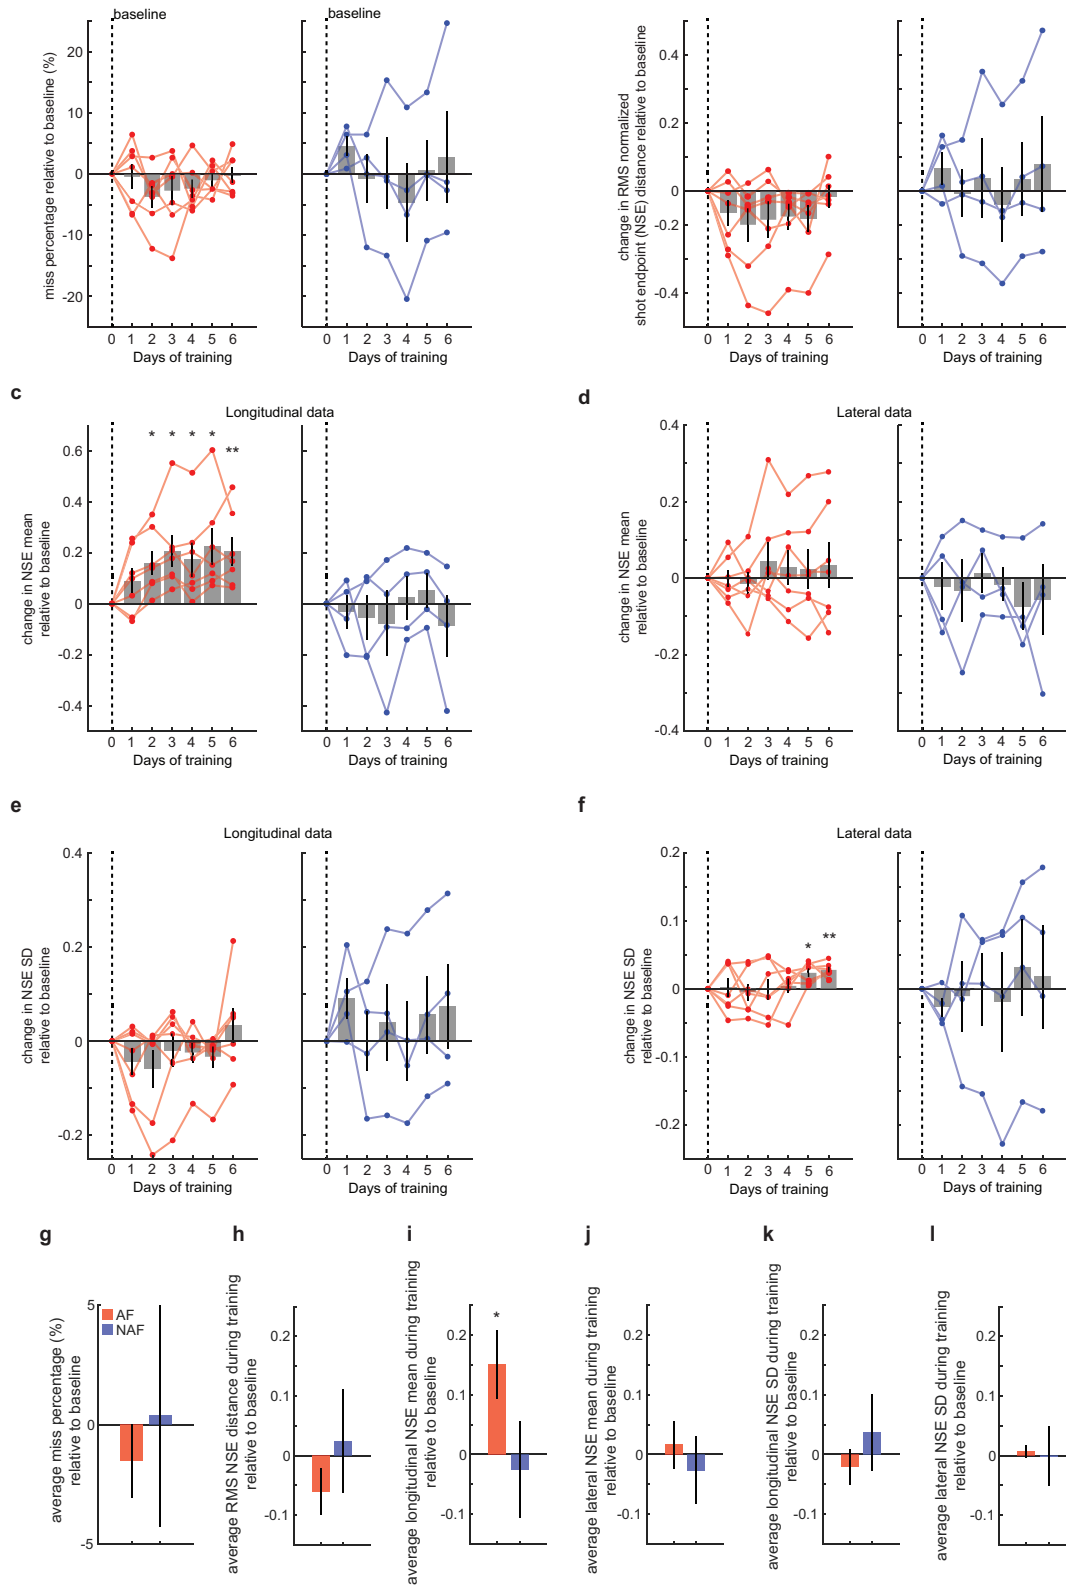 baseline
baseline
miss percentage relative to baseline (%)
20
10
0
-10
-20
0 1 2 3 4 5 6
Days of training
0 1 2 3 4 5 6
Days of training
change in RMS normalized
shot endpoint (NSE) distance relative to baseline
0.4
0.2
0
-0.2
-0.4
0 1 2 3 4 5 6
Days of training
0 1 2 3 4 5 6
Days of training
c
Longitudinal data
change in NSE mean
relative to baseline
0.6
0.4
0.2
0
-0.2
-0.4
* * * * **
0 1 2 3 4 5 6
Days of training
0 1 2 3 4 5 6
Days of training
d
Lateral data
change in NSE mean
relative to baseline
0.4
0.2
0
-0.2
-0.4
0 1 2 3 4 5 6
Days of training
0 1 2 3 4 5 6
Days of training
e
Longitudinal data
change in NSE SD
relative to baseline
0.4
0.2
0
-0.2
0 1 2 3 4 5 6
Days of training
0 1 2 3 4 5 6
Days of training
f
Lateral data
change in NSE SD
relative to baseline
0.2
0.1
0
-0.1
-0.2
* **
0 1 2 3 4 5 6
Days of training
0 1 2 3 4 5 6
Days of training
g
average miss percentage (%)
relative to baseline
5
0
-5
AF
NAF
h
average RMS NSE distance during training
relative to baseline
0.2
0.1
0
-0.1
i
average longitudinal NSE mean during training
relative to baseline
0.2
0.1
0
-0.1
*
j
average lateral NSE mean during training
relative to baseline
0.2
0.1
0
-0.1
k
average longitudinal NSE SD during training
relative to baseline
0.2
0.1
0
-0.1
l
average lateral NSE SD during training
relative to baseline
0.2
0.1
0
-0.1